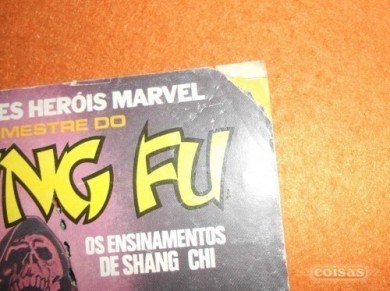 ES HERÓIS MARVEL
MESTRE DO
NG FU
OS ENSINAMENTOS
DE SHANG CHI
coisas